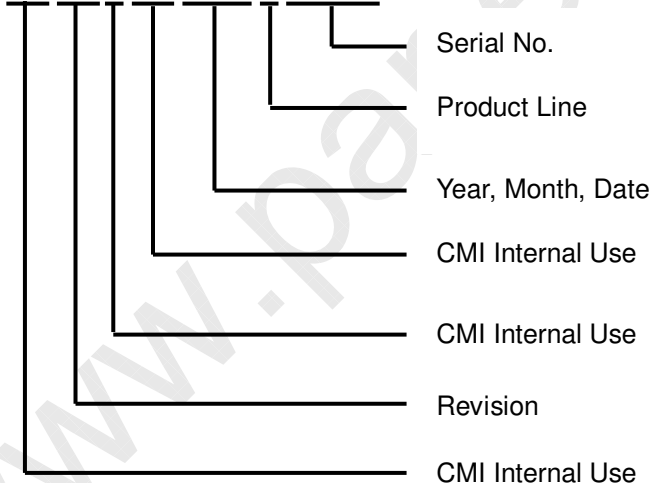 Serial No.
Product Line
Year, Month, Date
CMI Internal Use
CMI Internal Use
Revision
CMI Internal Use